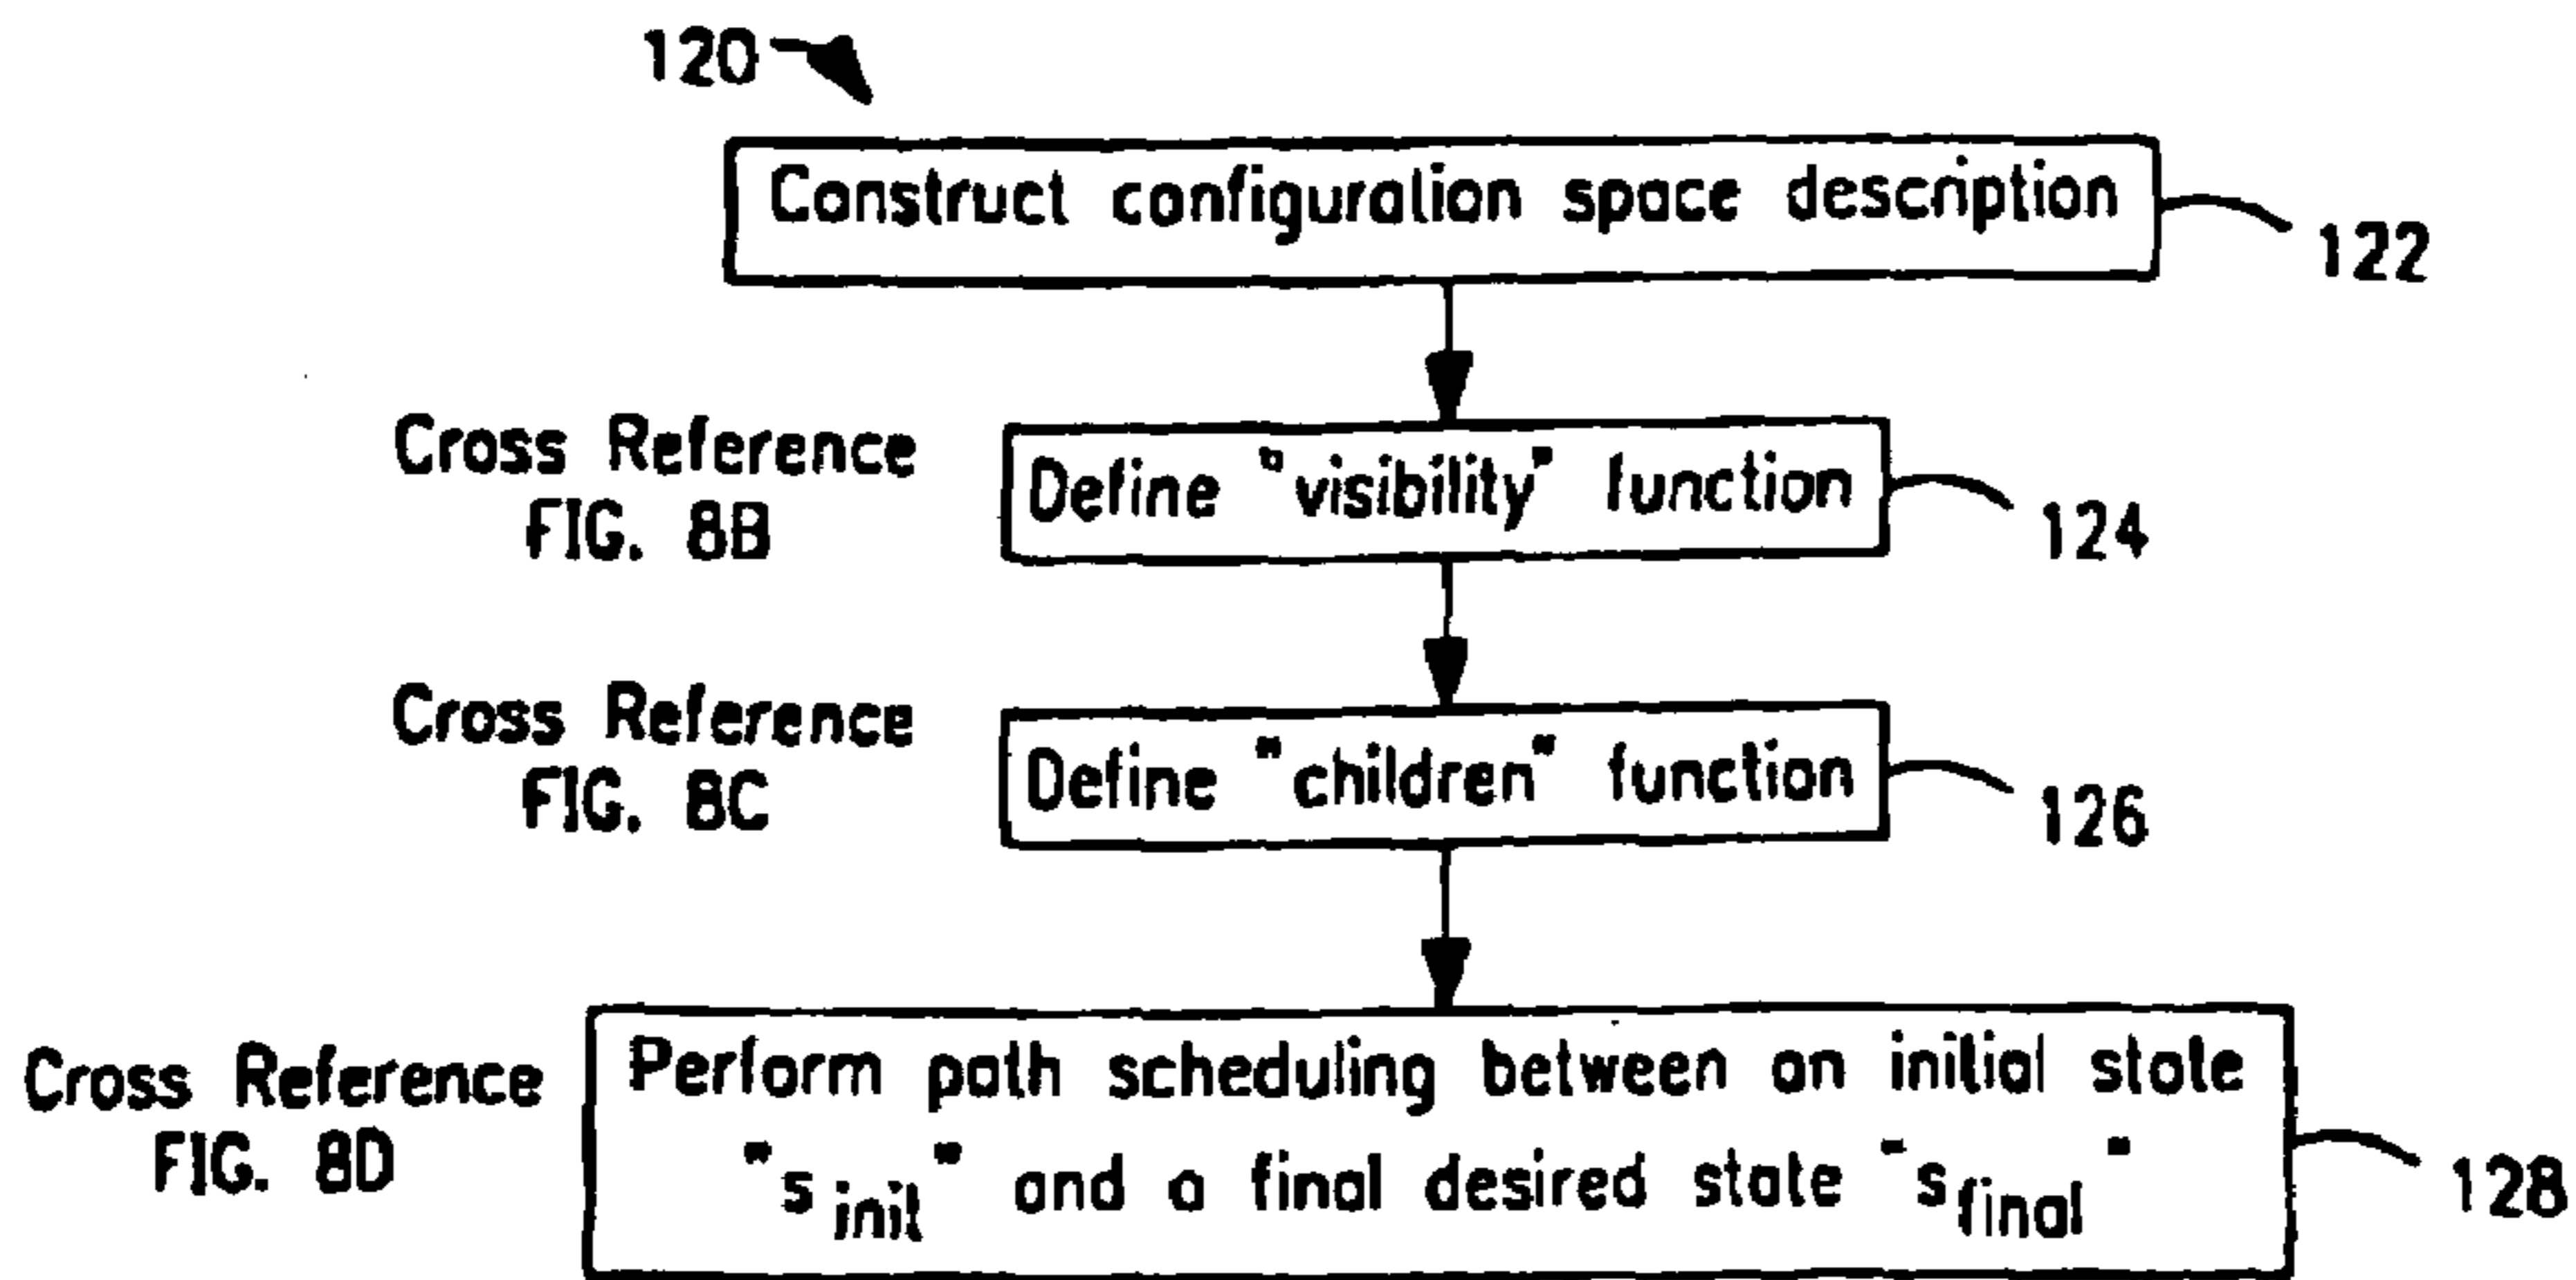 120
Construct configuration space description
122
Cross Reference
FIG. 8B
Define "visibility" function
124
Cross Reference
FIG. 8C
Define "children" function
126
Cross Reference
FIG. 8D
Perform path scheduling between an initial state
"s init" and a final desired state "s final"
128